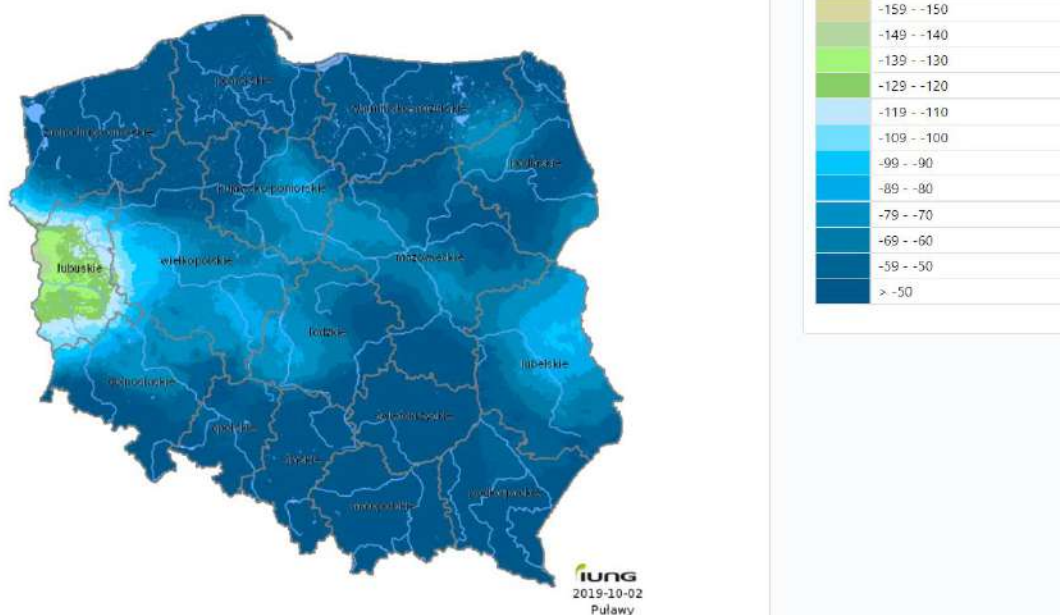 pomorskie
warmińsko-mazurskie
zachodniopomorskie
podlaskie
kujawsko-pomorskie
wielkopolskie
mazowieckie
lubuskie
łódzkie
lubelskie
dolnośląskie
świętokrzyskie
opolskie
śląskie
podkarpackie
małopolskie
IUNG
2019-10-02
Puławy
-159 - -150
-149 - -140
-139 - -130
-129 - -120
-119 - -110
-109 - -100
-99 - -90
-89 - -80
-79 - -70
-69 - -60
-59 - -50
> -50